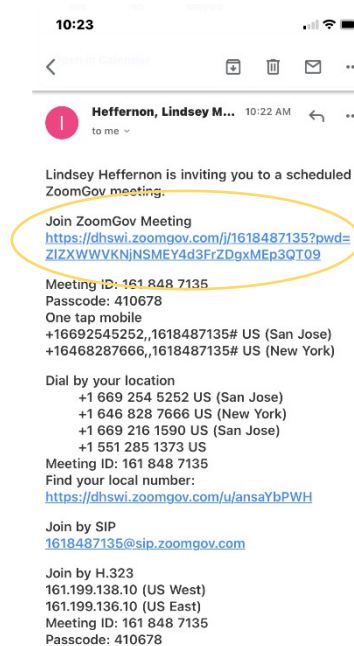 10:23
Heffernon, Lindsey M... 10:22 AM
to me
Lindsey Heffernon is inviting you to a scheduled
ZoomGov meeting.
Join ZoomGov Meeting
https://dhswi.zoomgov.com/j/1618487135?pwd=
ZlZXWWVKNjNSMEY4d3FrZDgxMEp3QT09
Meeting ID: 161 848 7135
Passcode: 410678
One tap mobile
+16692545252,,1618487135# US (San Jose)
+16468287666,,1618487135# US (New York)
Dial by your location
+1 669 254 5252 US (San Jose)
+1 646 828 7666 US (New York)
+1 669 216 1590 US (San Jose)
+1 551 285 1373 US
Meeting ID: 161 848 7135
Find your local number:
https://dhswi.zoomgov.com/u/ansaYbPWH
Join by SIP
1618487135@sip.zoomgov.com
Join by H.323
161.199.138.10 (US West)
161.199.136.10 (US East)
Meeting ID: 161 848 7135
Passcode: 410678